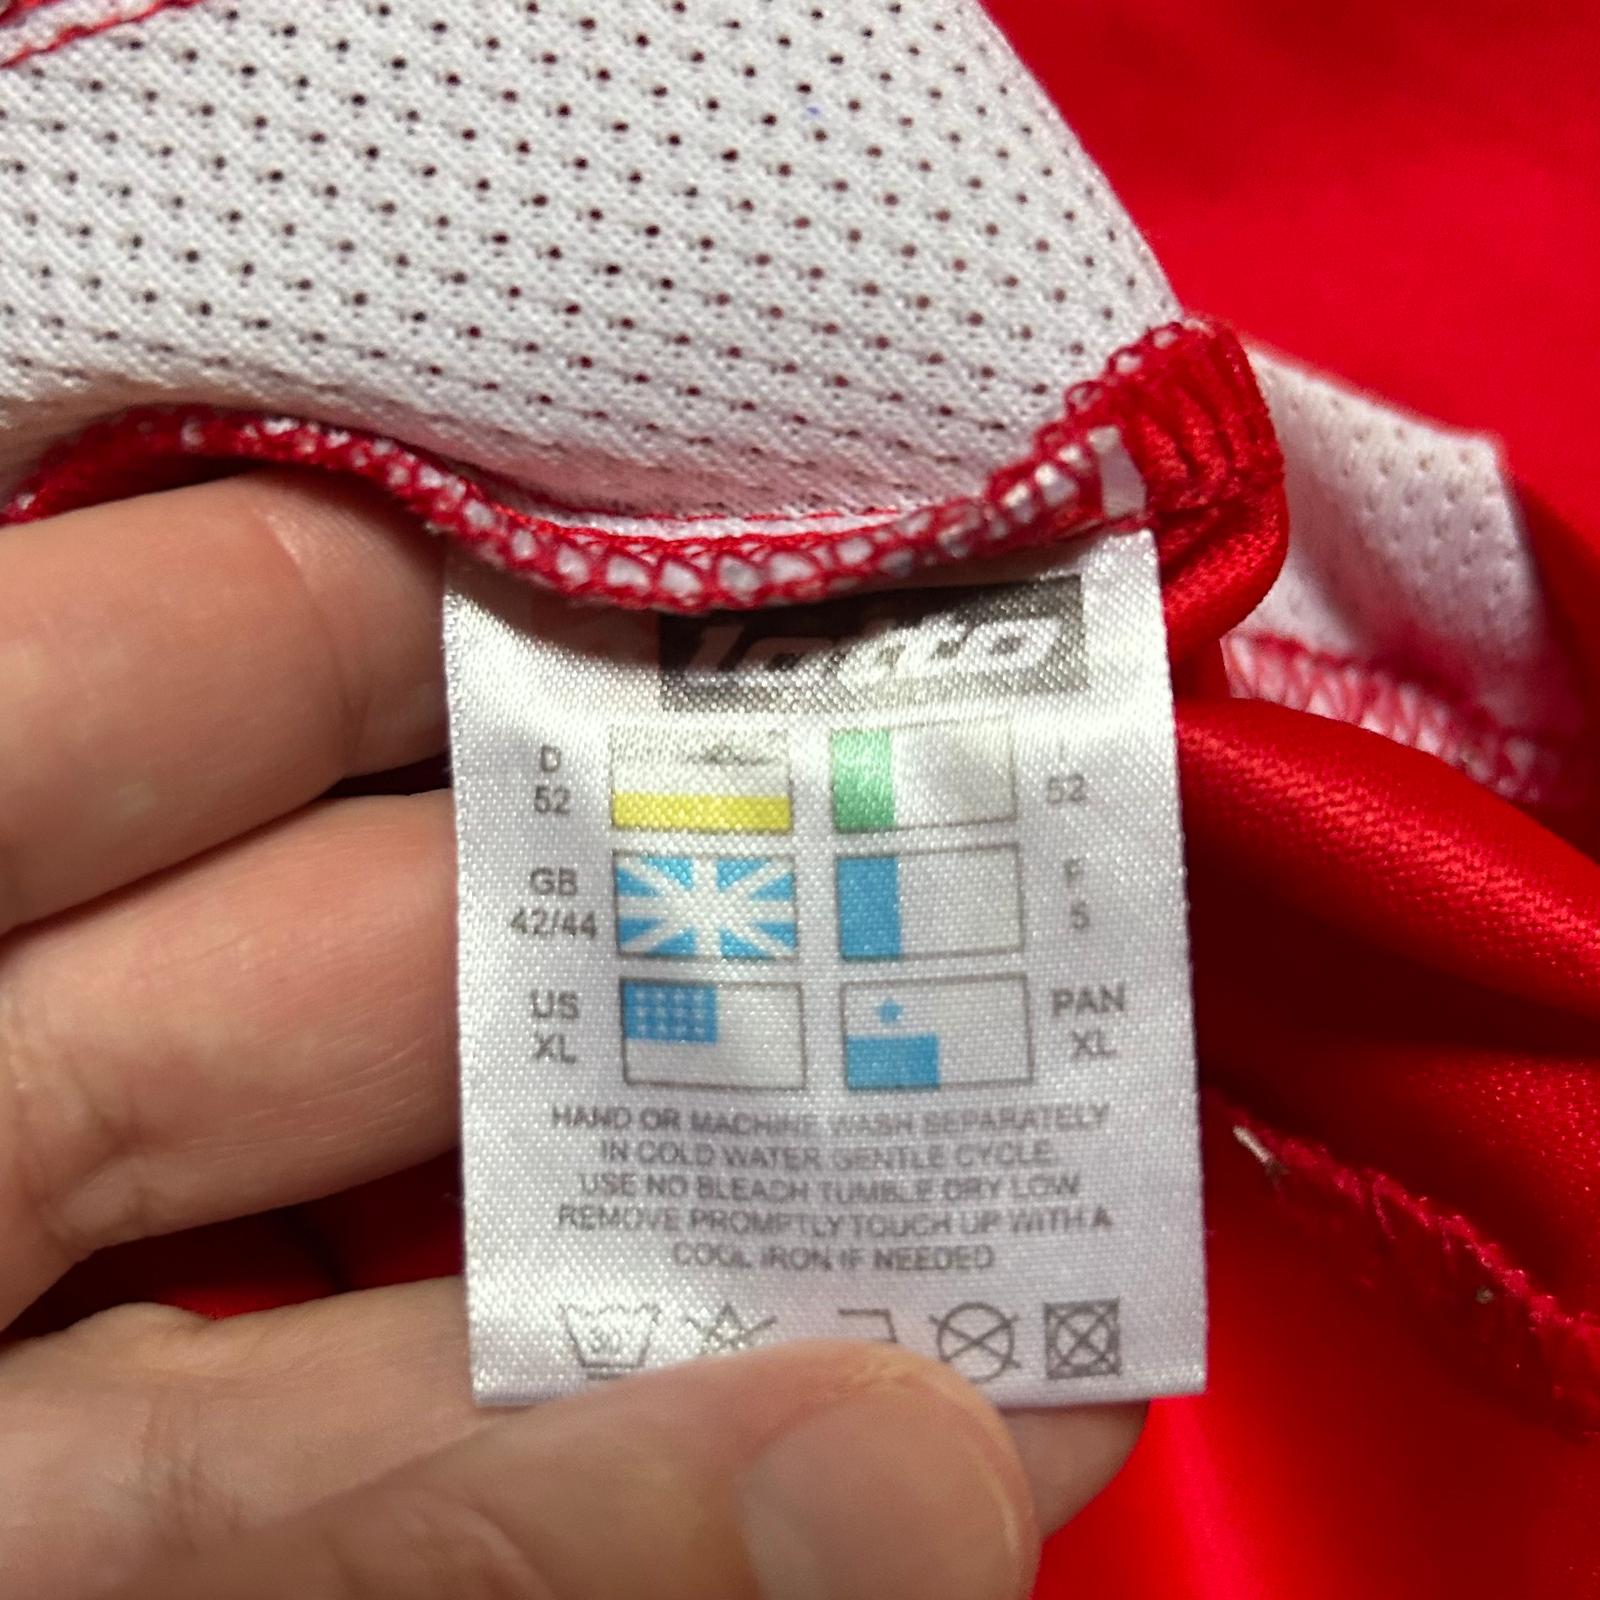 lotto
D
52
I
52
GB
42/44
F
5
US
XL
PAN
XL
HAND OR MACHINE WASH SEPARATELY
IN COLD WATER GENTLE CYCLE.
USE NO BLEACH TUMBLE DRY LOW
REMOVE PROMPTLY TOUCH UP WITH A
COOL IRON IF NEEDED
30